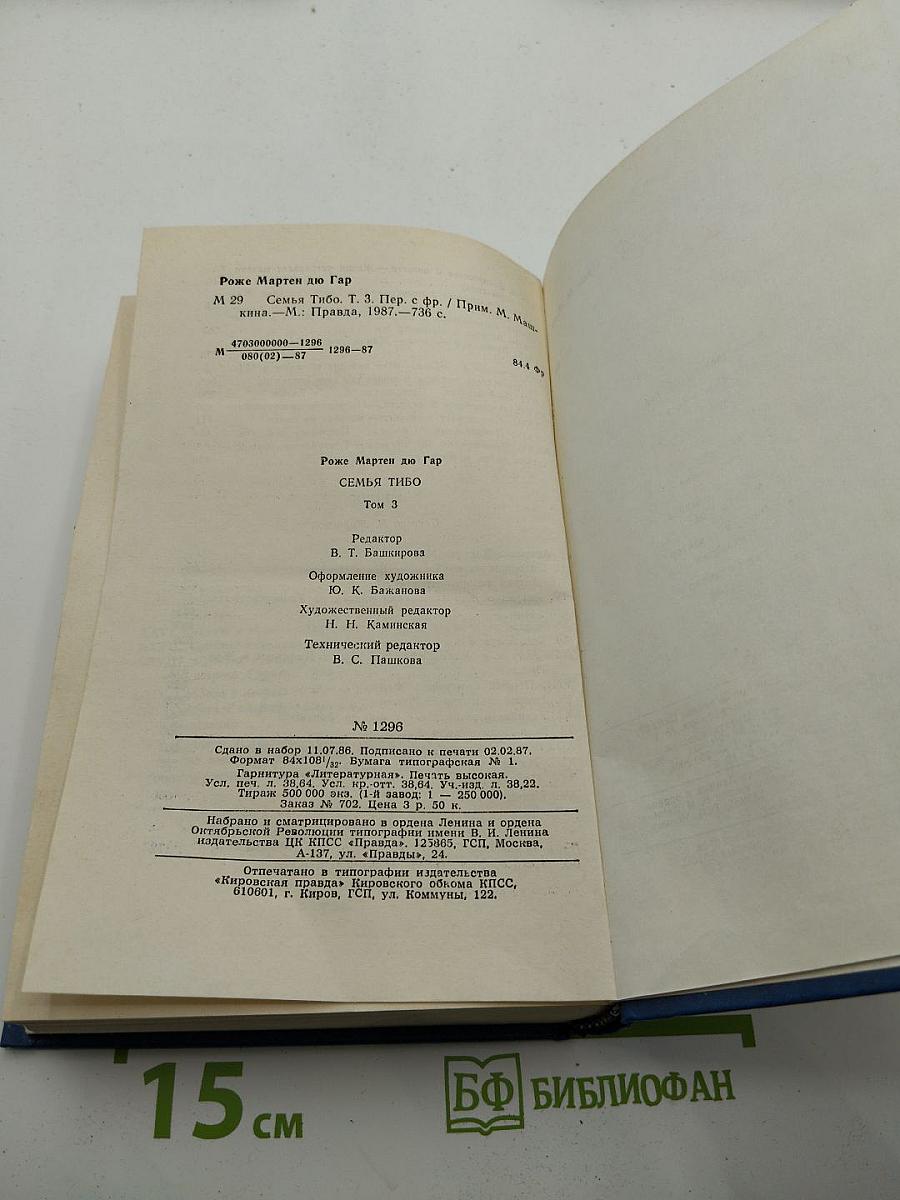 Роже Мартен дю Гар
М 29 Семья Тибо. Т. 3. Пер. с фр. / Прим. М. Маш-
кина.—М.: Правда, 1987.—736 с.
М 4703000000—1296 1296—87
080(02)—87
84.4 Фр
Роже Мартен дю Гар
СЕМЬЯ ТИБО
Том 3
Редактор
В. Т. Башкирова
Оформление художника
Ю. К. Бажанова
Художественный редактор
Н. Н. Каминская
Технический редактор
В. С. Пашкова
№ 1296
Сдано в набор 11.07.86. Подписано к печати 02.02.87.
Формат 84х108¹/₃₂. Бумага типографская № 1.
Гарнитура «Литературная». Печать высокая.
Усл. печ. л. 38,64. Усл. кр.-отт. 38,64. Уч.-изд. л. 38,22.
Тираж 500 000 экз. (1-й завод: 1 — 250 000).
Заказ № 702. Цена 3 р. 50 к.
Набрано и сматрицировано в ордена Ленина и ордена
Октябрьской Революции типографии имени В. И. Ленина
издательства ЦК КПСС «Правда». 125865, ГСП, Москва,
А-137, ул. «Правды», 24.
Отпечатано в типографии издательства
«Кировская правда» Кировского обкома КПСС,
610601, г. Киров, ГСП, ул. Коммуны, 122.
15 см
БФ БИБЛИОФАН